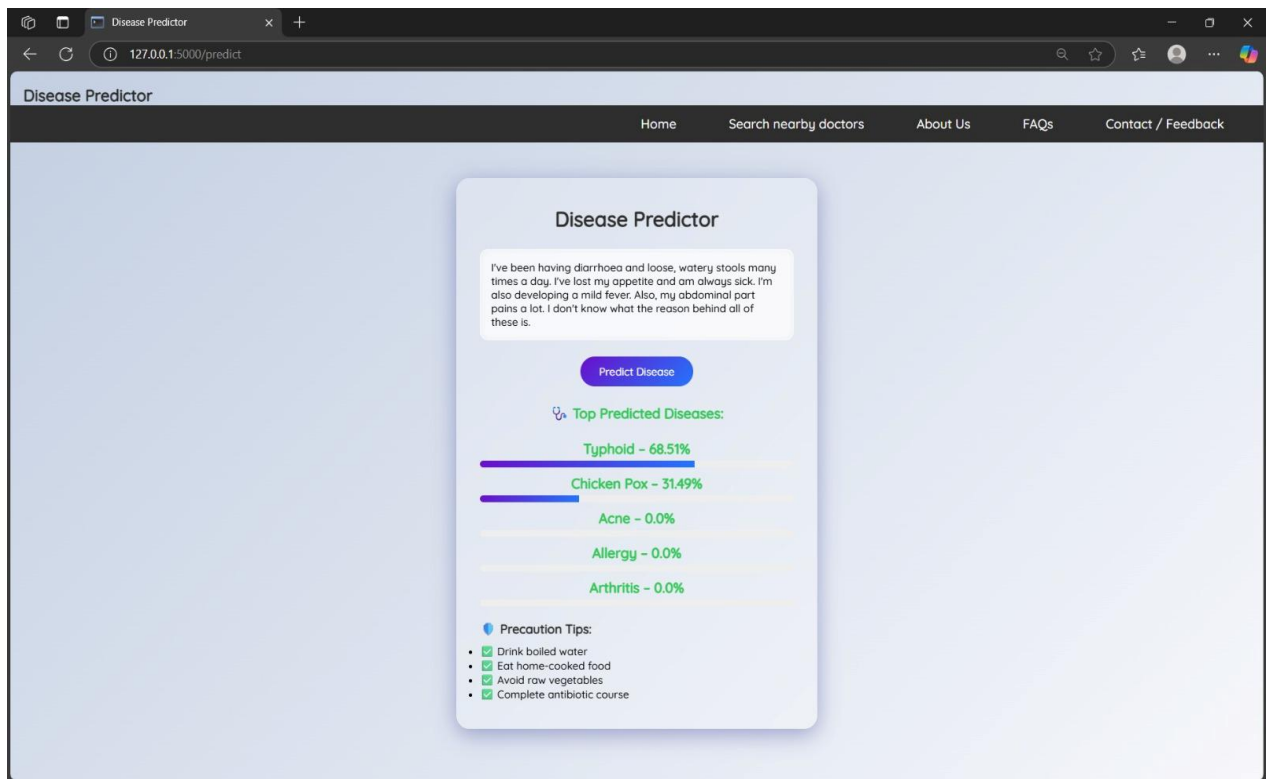 Disease Predictor
127.0.0.1:5000/predict
Disease Predictor
Home Search nearby doctors About Us FAQs Contact / Feedback
Disease Predictor
I've been having diarrhoea and loose, watery stools many
times a day. I've lost my appetite and am always sick. I'm
also developing a mild fever. Also, my abdominal part
pains a lot. I don't know what the reason behind all of
these is.
Predict Disease
Top Predicted Diseases:
Typhoid – 68.51%
Chicken Pox – 31.49%
Acne – 0.0%
Allergy – 0.0%
Arthritis – 0.0%
Precaution Tips:
Drink boiled water
Eat home-cooked food
Avoid raw vegetables
Complete antibiotic course